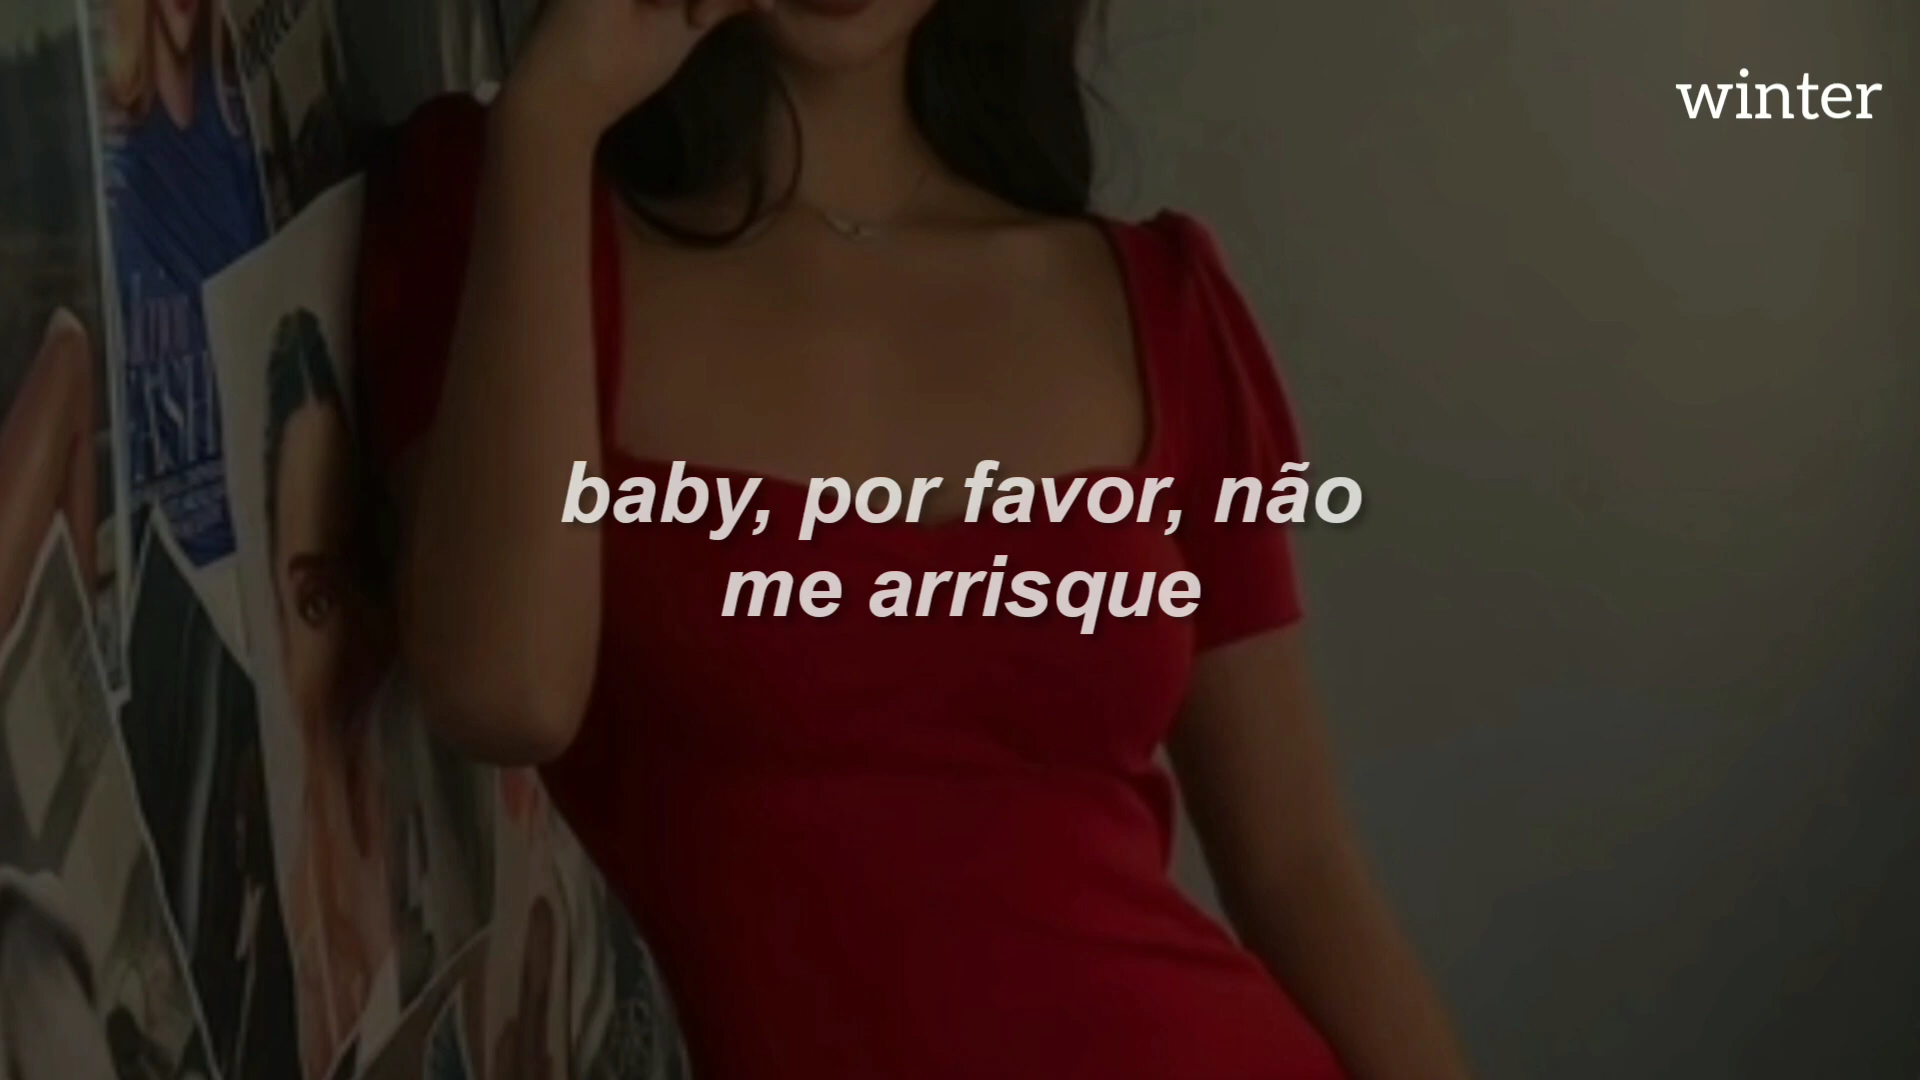 winter
baby, por favor, não
me arrisque